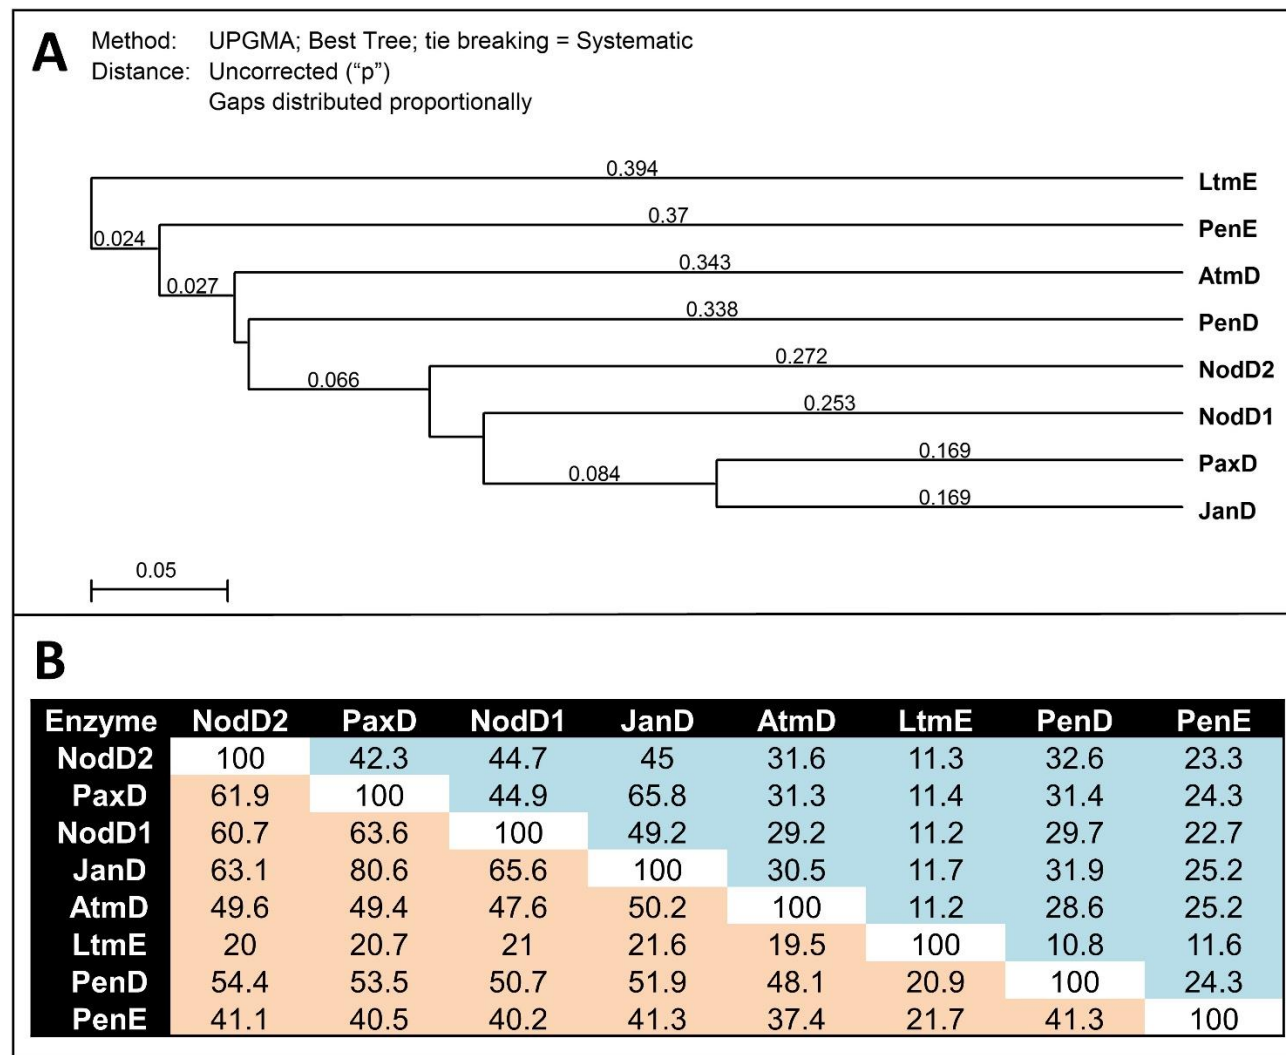 A
Method: UPGMA; Best Tree; tie breaking = Systematic
Distance: Uncorrected (“p”)
Gaps distributed proportionally
0.394 LtmE
0.37 PenE
0.024
0.343 AtmD
0.027
0.338 PenD
0.272 NodD2
0.066
0.253 NodD1
0.169 PaxD
0.084
0.169 JanD
0.05
B
Enzyme NodD2 PaxD NodD1 JanD AtmD LtmE PenD PenE
NodD2 100 42.3 44.7 45 31.6 11.3 32.6 23.3
PaxD 61.9 100 44.9 65.8 31.3 11.4 31.4 24.3
NodD1 60.7 63.6 100 49.2 29.2 11.2 29.7 22.7
JanD 63.1 80.6 65.6 100 30.5 11.7 31.9 25.2
AtmD 49.6 49.4 47.6 50.2 100 11.2 28.6 25.2
LtmE 20 20.7 21 21.6 19.5 100 10.8 11.6
PenD 54.4 53.5 50.7 51.9 48.1 20.9 100 24.3
PenE 41.1 40.5 40.2 41.3 37.4 21.7 41.3 100